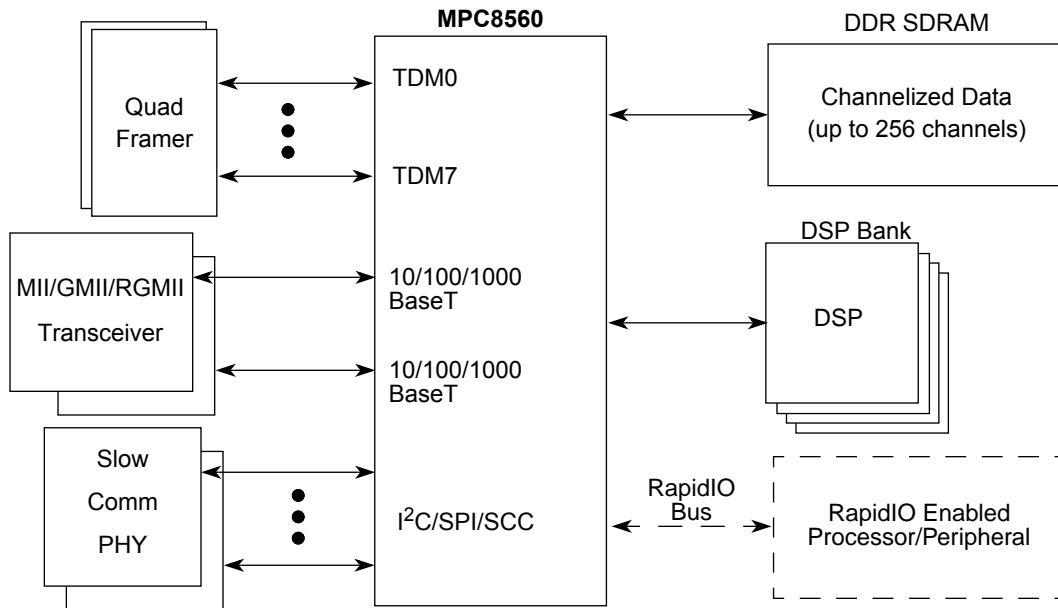 MPC8560
DDR SDRAM
Quad
Framer
TDM0
TDM7
Channelized Data
(up to 256 channels)
MII/GMII/RGMII
Transceiver
10/100/1000
BaseT
10/100/1000
BaseT
DSP Bank
DSP
Slow
Comm
PHY
I²C/SPI/SCC
RapidIO
Bus
RapidIO Enabled
Processor/Peripheral